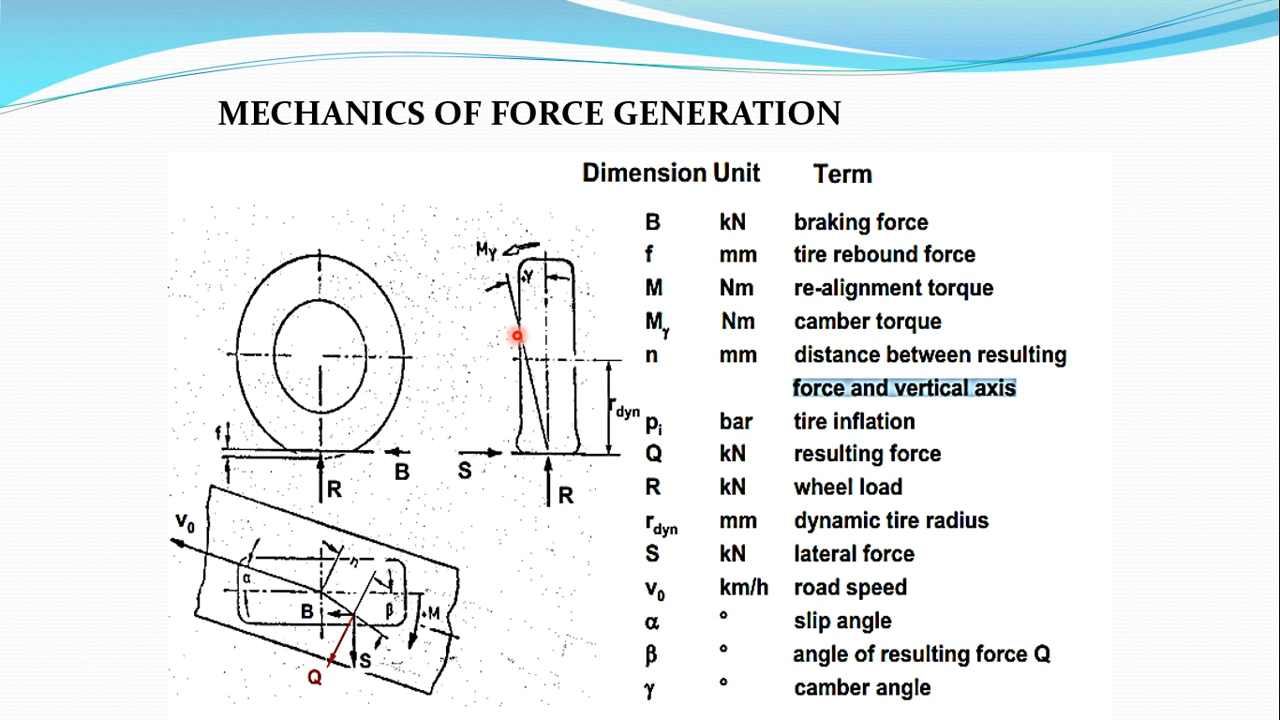 MECHANICS OF FORCE GENERATION
Dimension Unit Term
B kN braking force
f mm tire rebound force
M Nm re-alignment torque
Mγ Nm camber torque
n mm distance between resulting
force and vertical axis
pi bar tire inflation
Q kN resulting force
R kN wheel load
rdyn mm dynamic tire radius
S kN lateral force
v0 km/h road speed
α ° slip angle
β ° angle of resulting force Q
γ ° camber angle
Mγ
γ
rdyn
f
B
S
R
R
v0
α
n
B
β
M
S
Q